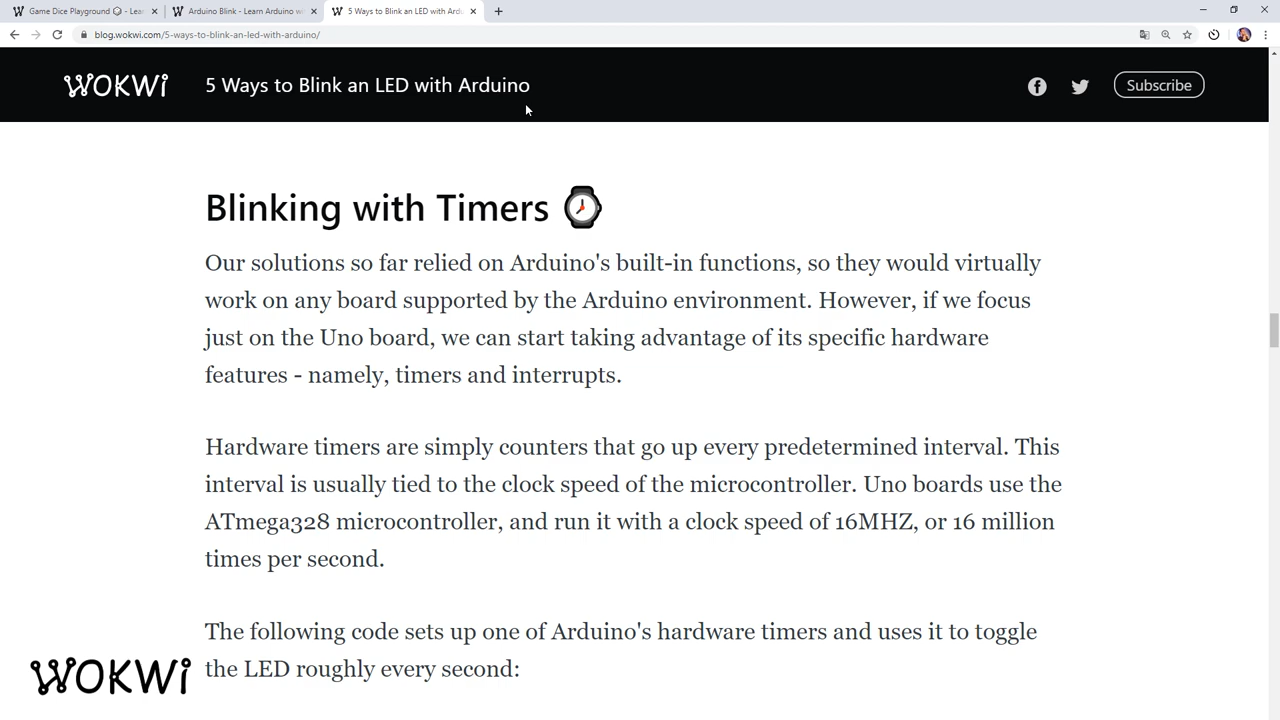 Game Dice Playground
Arduino Blink - Learn Arduino wi
5 Ways to Blink an LED with Ardu
blog.wokwi.com/5-ways-to-blink-an-led-with-arduino/
WOKWi
5 Ways to Blink an LED with Arduino
Subscribe
Blinking with Timers
Our solutions so far relied on Arduino's built-in functions, so they would virtually
work on any board supported by the Arduino environment. However, if we focus
just on the Uno board, we can start taking advantage of its specific hardware
features - namely, timers and interrupts.
Hardware timers are simply counters that go up every predetermined interval. This
interval is usually tied to the clock speed of the microcontroller. Uno boards use the
ATmega328 microcontroller, and run it with a clock speed of 16MHZ, or 16 million
times per second.
The following code sets up one of Arduino's hardware timers and uses it to toggle
the LED roughly every second:
WOKWi